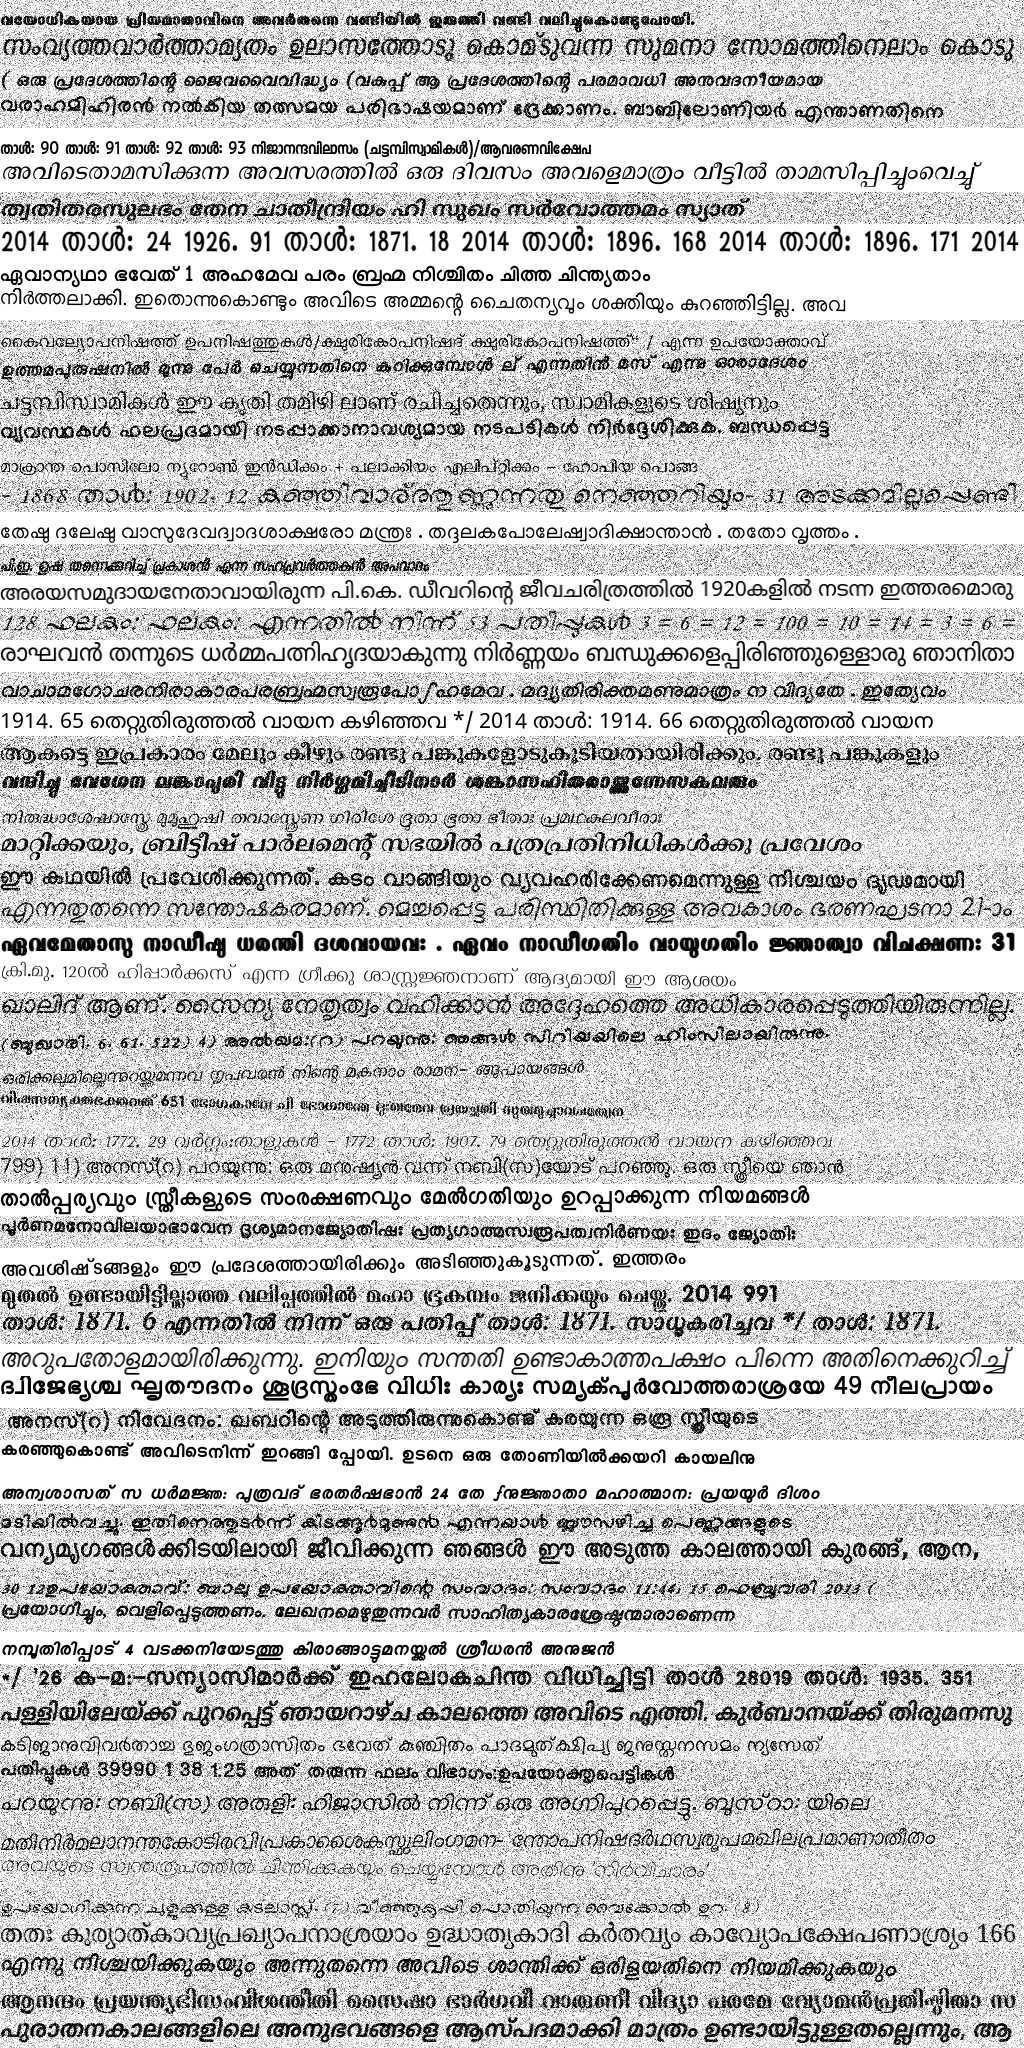 വയോധികയായ പ്രിയമാതാവിനെ അവർതന്നെ വണ്ടിയിൽ ഇരുത്തി വണ്ടി വലിച്ചുകൊണ്ടുപോയി.
സംവ്യത്തവാർത്താമൃതം ഉലാസത്തോടു കൊമ്ടുവന്ന സുമനാ സോമത്തിനെലാം കൊടു
( ഒരു പ്രദേശത്തിന്റെ ജൈവവൈവിദ്ധ്യം (വകുപ്പ് ആ പ്രദേശത്തിന്റെ പരമാവധി അനുവദനീയമായ
വരാഹമിഹിരൻ നൽകിയ തത്സമയ പരിഭാഷയമാണ് ദ്രേക്കാണം. ബാബിലോണിയർ എന്താണതിനെ
താൾ: 90 താൾ: 91 താൾ: 92 താൾ: 93 നിജാനന്ദവിലാസം (ചട്ടമ്പിസ്വാമികൾ)/ആവരണവിക്ഷേപ
അവിടെതാമസിക്കുന്ന അവസരത്തിൽ ഒരു ദിവസം അവളെമാത്രം വീട്ടിൽ താമസിപ്പിച്ചുംവെച്ച്
ത്വതിതരസുലഭം തേന ചാതീന്ദ്രിയം ഹി സുഖം സർവോത്തമം സ്യാത്
2014 താൾ: 24 1926. 91 താൾ: 1871. 18 2014 താൾ: 1896. 168 2014 താൾ: 1896. 171 2014
ഏവാന്യഥാ ഭവേത് 1 അഹമേവ പരം ബ്രഹ്മ നിശ്ചിതം ചിത്ത ചിന്ത്യതാം
നിർത്തലാക്കി. ഇതൊന്നുകൊണ്ടും അവിടെ അമ്മന്റെ ചൈതന്യവും ശക്തിയും കുറഞ്ഞിട്ടില്ല. അവ
കൈവല്യോപനിഷത്ത് ഉപനിഷത്തുകൾ/ക്ഷുരികോപനിഷദ് ക്ഷുരികോപനിഷത്ത്" / എന്ന ഉപയോക്താവ്
ഉത്തമപുരുഷനിൽ മൂന്നു പേർ ചെയ്യുന്നതിനെ കുറിക്കുമ്പോൾ ല് എന്നതിൻ മസ് എന്നു ഓരാദേശം
ചട്ടമ്പിസ്വാമികൾ ഈ കൃതി തമിഴി ലാണ് രചിച്ചതെന്നും, സ്വാമികളുടെ ശിഷ്യനും
വ്യവസ്ഥകൾ ഫലപ്രദമായി നടപ്പാക്കാനാവശ്യമായ നടപടികൾ നിർദ്ദേശിക്കുക. ബന്ധപ്പെട്ട
മാക്രാന്ത പൊസിലോ ന്യൂറോൺ ഇൻഡിക്കം + പലാക്കിയം എലിപ്റ്റിക്കം – ഹോപിയ പൊങ്ങ
- 1868 താൾ: 1902. 12 കഞ്ഞിവാര്ത്തു ണ്ണുന്നതു നെഞ്ഞറിയും- 31 അടക്കമില്ലപ്പെണ്ടി
തേഷു ദലേഷു വാസുദേവദ്വാദശാക്ഷരോ മന്ത്രഃ . തദ്ദലകപോലേഷ്വാദിക്ഷാന്താൻ . തതോ വൃത്തം .
പി.ഇ. ഉഷ തന്നെക്കുറിച്ച് പ്രകാശൻ എന്ന സഹപ്രവർത്തകൻ അപവാദം
അരയസമുദായനേതാവായിരുന്ന പി.കെ. ഡീവറിന്റെ ജീവചരിത്രത്തിൽ 1920കളിൽ നടന്ന ഇത്തരമൊരു
128 ഫലകം: ഫലകം: എന്നതിൽ നിന്ന് 53 പതിപ്പുകൾ 3 = 6 = 12 = 100 = 10 = 14 = 3 = 6 =
രാഘവൻ തന്നുടെ ധർമ്മപത്നിഹൃദയാകുന്നു നിർണ്ണയം ബന്ധുക്കളെപ്പിരിഞ്ഞുള്ളൊരു ഞാനിതാ
വാചാമഗോചരനിരാകാരപരബ്രഹ്മസ്വരൂപോഽഹമേവ . മദ്വ്യതിരിക്തമണുമാത്രം ന വിദ്യതേ . ഇത്യേവം
1914. 65 തെറ്റുതിരുത്തൽ വായന കഴിഞ്ഞവ */ 2014 താൾ: 1914. 66 തെറ്റുതിരുത്തൽ വായന
ആകട്ടെ ഇപ്രകാരം മേലും കീഴും രണ്ടു പങ്കുകളോടുകൂടിയതായിരിക്കും. രണ്ടു പങ്കുകളും
വന്ദിച്ചു വേഗേന ലങ്കാപുരി വിട്ടു നിർഗ്ഗമിച്ചീടിനാർ ശങ്കാസഹിതരാജ്ഞനേസകലരും
നിരുദ്ധാശേഷാസ്ത്രേ മുമുഹുഷി തവാസ്ത്രേണ ഗിരിശേ ദ്രുതാ ഭൂതാ ഭീതാഃ പ്രമഥകുലവീരാഃ
മാറ്റിക്കയും, ബ്രിട്ടീഷ് പാർലമെന്റ് സഭയിൽ പത്രപ്രതിനിധികൾക്കു പ്രവേശം
ഈ കഥയിൽ പ്രവേശിക്കുന്നത്. കടം വാങ്ങിയും വ്യവഹരിക്കേണമെന്നുള്ള നിശ്ചയം ദൃഢമായി
എന്നതുതന്നെ സന്തോഷകരമാണ്. മെച്ചപ്പെട്ട പരിസ്ഥിതിക്കുള്ള അവകാശം ഭരണഘടനാ 21-ാം
ഏവമേതാസു നാഡീഷു ധരന്തി ദശവായവഃ . ഏവം നാഡീഗതിം വായുഗതിം ജ്ഞാത്വാ വിചക്ഷണഃ 31
ക്രി.മു. 120ൽ ഹിപ്പാർക്കസ് എന്ന ഗ്രീക്കു ശാസ്ത്രജ്ഞനാണ് ആദ്യമായി ഈ ആശയം
ഖാലിദ് ആണ്. സൈന്യ നേതൃത്വം വഹിക്കാൻ അദ്ദേഹത്തെ അധികാരപ്പെടുത്തിയിരുന്നില്ല.
(ബുഖാരി. 6. 61. 522) 4) അൽഖമ:(റ) പറയുന്നു: ഞങ്ങൾ സിറിയയിലെ ഹിംസിലായിരുന്നു.
ഒരിക്കലുമില്ലെന്നുറയ്ക്കുമന്നവ നൃപവരൻ നിന്റെ മകനാം രാമന- ങ്ങുപായങ്ങൾ
2014 താൾ: 1772. 29 വർഗ്ഗം:താളുകൾ - 1772 താൾ: 1907. 79 തെറ്റുതിരുത്തൽ വായന കഴിഞ്ഞവ
799) 11) അനസ്(റ) പറയുന്നു: ഒരു മനുഷ്യൻ വന്ന് നബി(സ)യോട് പറഞ്ഞു. ഒരു സ്ത്രീയെ ഞാൻ
താൽപ്പര്യവും സ്ത്രീകളുടെ സംരക്ഷണവും മേൽഗതിയും ഉറപ്പാക്കുന്ന നിയമങ്ങൾ
പൂർണമനോവിലയാഭാവേന ദൃശ്യമാനജ്യോതിഷഃ പ്രത്യഗാത്മസ്വരൂപത്വനിർണയഃ ഇദം ജ്യോതിഃ
അവശിഷ്ടങ്ങളും ഈ പ്രദേശത്തായിരിക്കും അടിഞ്ഞുകൂടുന്നത്. ഇത്തരം
മുതൽ ഉണ്ടായിട്ടില്ലാത്ത വലിപ്പത്തിൽ മഹാ ഭൂകമ്പം ജനിക്കയും ചെയ്തു. 2014 991
താൾ: 1871. 6 എന്നതിൽ നിന്ന് ഒരു പതിപ്പ് താൾ: 1871. സാധൂകരിച്ചവ */ താൾ: 1871.
അറുപതോളമായിരിക്കുന്നു. ഇനിയും സന്തതി ഉണ്ടാകാത്തപക്ഷം പിന്നെ അതിനെക്കുറിച്ച്
ദ്വിജേഭ്യശ്ച ഘൃതൗദനം ശൂദ്രസ്തംഭേ വിധിഃ കാര്യഃ സമ്യക്പൂർവോത്തരാശ്രയേ 49 നീലപ്രായം
അനസ്(റ) നിവേദനം: ഖബറിന്റെ അടുത്തിരുന്നുകൊണ്ട് കരയുന്ന ഒരു സ്ത്രീയുടെ
കരഞ്ഞുകൊണ്ട് അവിടെനിന്ന് ഇറങ്ങി പ്പോയി. ഉടനെ ഒരു തോണിയിൽക്കയറി കായലിനു
അന്വശാസത് സ ധർമജ്ഞഃ പുത്രവദ് ഭരതർഷഭാൻ 24 തേ ഽനുജ്ഞാതാ മഹാത്മാനഃ പ്രയയുർ ദിശം
മടിയിൽവച്ചു. ഇതിനെത്തുടർന്ന് കിടങ്ങൂർമുണ്ടൻ എന്നയാൾ ബ്ലൗസഴിച്ച പെണ്ണുങ്ങളുടെ
വന്യമൃഗങ്ങൾക്കിടയിലായി ജീവിക്കുന്ന ഞങ്ങൾ ഈ അടുത്ത കാലത്തായി കുരങ്ങ്, ആന,
30 12ഉപയോക്താവ്: ബാലു ഉപയോക്താവിന്റെ സംവാദം: സംവാദം 11:44, 15 ഫെബ്രുവരി 2013 (
പ്രയോഗിച്ചും, വെളിപ്പെടുത്തണം. ലേഖനമെഴുതുന്നവർ സാഹിത്യകാരശ്രേഷ്ഠന്മാരാണെന്ന
നമ്പൂതിരിപ്പാട് 4 വടക്കനിയേടത്തു കിരാങ്ങാട്ടുമനയ്ക്കൽ ശ്രീധരൻ അനുജൻ
*/ '26 ക–മ:–സന്യാസിമാർക്ക് ഇഹലോകചിന്ത വിധിച്ചിട്ടി താൾ 28019 താൾ: 1935. 351
പള്ളിയിലേയ്ക്ക് പുറപ്പെട്ട് ഞായറാഴ്ച കാലത്തെ അവിടെ എത്തി. കുർബാനയ്ക്ക് തിരുമനസു
കടിജാനുവിവർതാച്ച ഭുജംഗത്രാസിതം ഭവേത് കുഞ്ചിതം പാദമുത്ക്ഷിപ്യ ജനുസ്തനസമം ന്യസേത്
പതിപ്പുകൾ 39990 1 38 1:25 അത് തരുന്ന ഫലം വിഭാഗം:ഉപയോക്തൃപെട്ടികൾ
പറയുന്നു: നബി(സ) അരുളി: ഹിജാസിൽ നിന്ന് ഒരു അഗ്നിപുറപ്പെട്ടു. ബൂസ്റാ: യിലെ
മതിനിർമലാനന്തകോടിരവിപ്രകാശൈകസ്ഫുലിംഗമന- ന്തോപനിഷദർഥസ്വരൂപമഖിലപ്രമാണാതീതം
അവയുടെ സ്വന്തരൂപത്തിൽ ചിന്തിക്കുകയും ചെയ്യുമ്പോൾ അതിനു 'നിർവിചാരം'
ഉപയോഗിക്കുന്ന ചുളുക്കുള്ള കടലാസ്സ്. (7) വീഞ്ഞുകുപ്പി പൊതിയുന്ന വൈക്കോൽ ഉറ. (8)
തതഃ കുര്യാത്കാവ്യപ്രഖ്യാപനാശ്രയാം ഉദ്ധാത്യകാദി കർതവ്യം കാവ്യോപക്ഷേപണാശ്ര്യം 166
എന്നു നിശ്ചയിക്കുകയും അന്നുതന്നെ അവിടെ ശാന്തിക്ക് ഒരിളയതിനെ നിയമിക്കുകയും
ആനന്ദം പ്രയന്ത്യഭിസംവിശന്തീതി സൈഷാ ഭാർഗവീ വാരുണീ വിദ്യാ പരമേ വ്യോമൻപ്രതിഷ്ഠിതാ സ
പുരാതനകാലങ്ങളിലെ അനുഭവങ്ങളെ ആസ്പദമാക്കി മാത്രം ഉണ്ടായിട്ടുള്ളതല്ലെന്നും, ആ